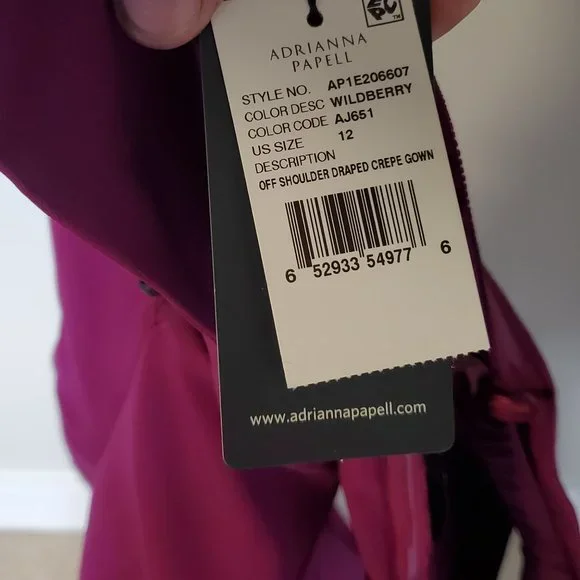 EPC™
ADRIANNA
PAPELL
STYLE NO. AP1E206607
COLOR DESC WILDBERRY
COLOR CODE AJ651
US SIZE 12
DESCRIPTION
OFF SHOULDER DRAPED CREPE GOWN
6 52933 54977 6
www.adriannapapell.com